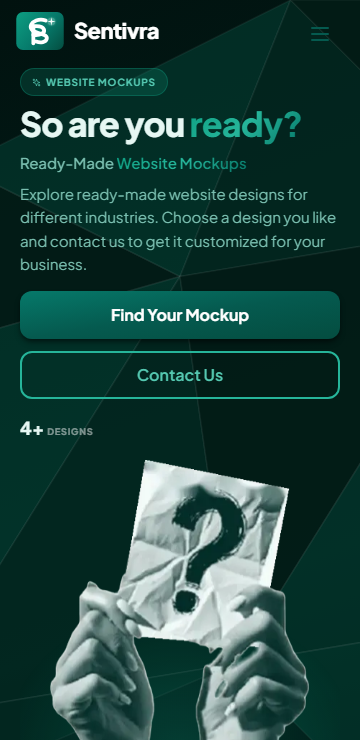 Sentivra
WEBSITE MOCKUPS
So are you ready?
Ready-Made Website Mockups
Explore ready-made website designs for
different industries. Choose a design you like
and contact us to get it customized for your
business.
Find Your Mockup
Contact Us
4+ DESIGNS
?